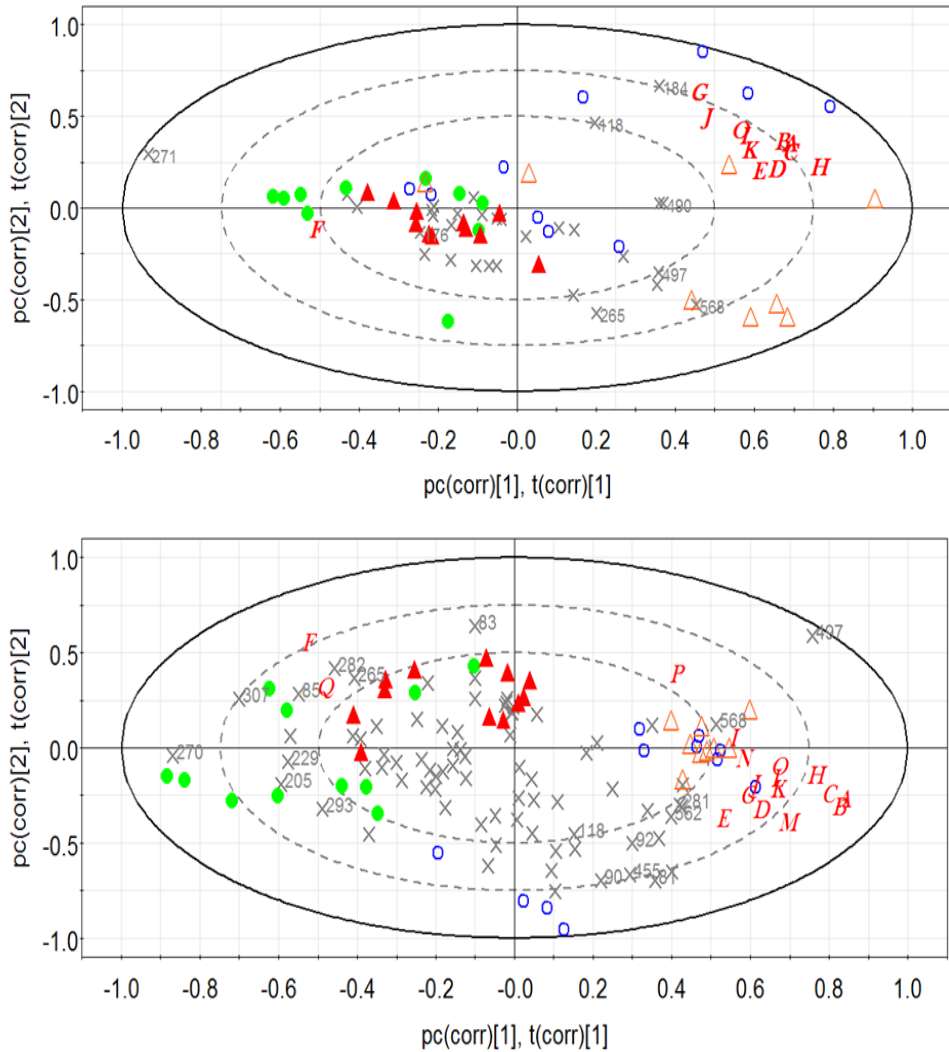 1.0
184
G
J
118
O
I
0.5
B A
K
C
271
E D
H
480
0.0
F
76
497
-0.5
265
568
-1.0
-1.0 -0.8 -0.6 -0.4 -0.2 -0.0 0.2 0.4 0.6 0.8 1.0
pc(corr)[1], t(corr)[1]
pc(corr)[2], t(corr)[2]
1.0
83
497
F
0.5
282
265
P
Q
307
85
568
J
0.0
270
N
229
O
H
205
I
K
281
G
C A
293
562
D
B
E
M
118
92
-0.5
90 455 81
-1.0
-1.0 -0.8 -0.6 -0.4 -0.2 -0.0 0.2 0.4 0.6 0.8 1.0
pc(corr)[1], t(corr)[1]
pc(corr)[2], t(corr)[2]